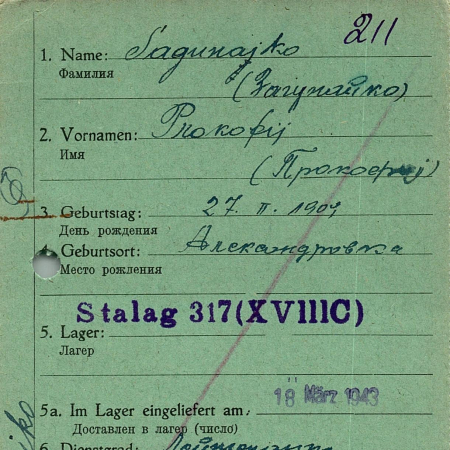 211
1. Name: Sagunajko
Фамилия
(Загунайко)
2. Vornamen: Prokofij
Имя
(Прокофий)
3. Geburtstag: 27. II. 1909
День рождения
4. Geburtsort: Александровка
Место рождения
Stalag 317(XVIIIC)
5. Lager:
Лагер
18. März 1943
5a. Im Lager eingeliefert am:
Доставлен в лагер (число)
6. Dienstgrad: